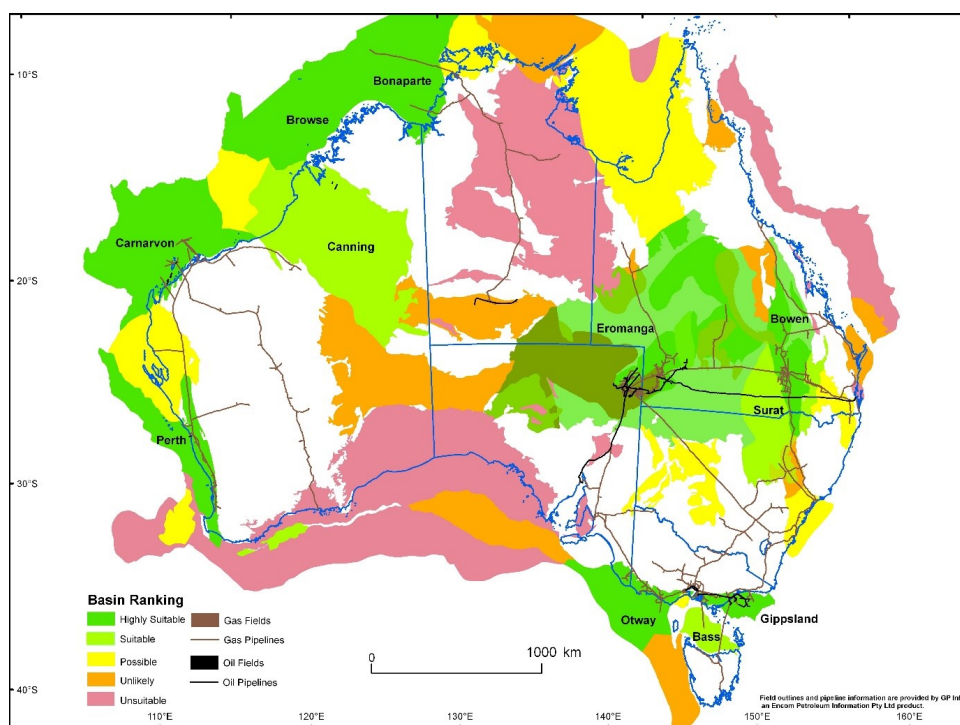 10°S
20°S
30°S
40°S
Bonaparte
Browse
Carnarvon
Canning
Eromanga
Bowen
Surat
Perth
Otway
Gippsland
Bass
Basin Ranking
Highly Suitable
Suitable
Possible
Unlikely
Unsuitable
Gas Fields
Gas Pipelines
Oil Fields
Oil Pipelines
0 1000 km
110°E 120°E 130°E 140°E 150°E 160°E
Field outlines and pipeline information are provided by GP Inf
an Encom Petroleum Information Pty Ltd product.